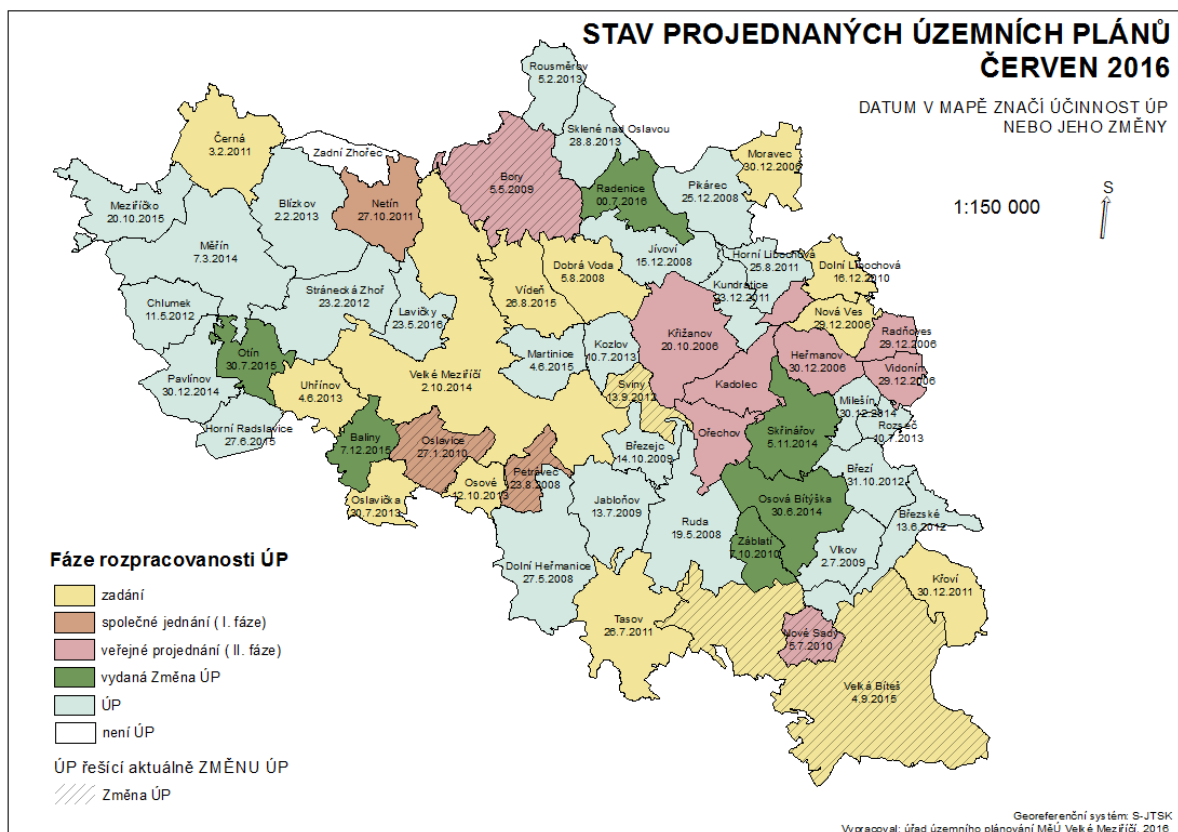 STAV PROJEDNANÝCH ÚZEMNÍCH PLÁNŮ
ČERVEN 2016
DATUM V MAPĚ ZNAČÍ ÚČINNOST ÚP
NEBO JEHO ZMĚNY
1:150 000
S
Rousměrov
5.2.2013
Sklené nad Oslavou
28.8.2013
Černá
3.2.2011
Zadní Zhořec
Moravec
30.12.2006
Bory
5.5.2009
Radenice
00.7.2016
Pikárec
25.12.2008
Meziříčko
20.10.2015
Blízkov
2.2.2013
Netín
27.10.2011
Měřín
7.3.2014
Jívoví
15.12.2008
Horní Libochová
25.8.2011
Dolní Libochová
16.12.2010
Dobrá Voda
5.8.2008
Vídeň
26.8.2015
Kundratice
23.12.2011
Stránecká Zhoř
23.2.2012
Chlumek
11.5.2012
Lavičky
23.5.2016
Nová Ves
29.12.2006
Křižanov
20.10.2006
Radňoves
29.12.2006
Otín
30.7.2015
Martinice
4.6.2015
Kozlov
10.7.2013
Heřmanov
30.12.2006
Vidonín
29.12.2006
Velké Meziříčí
2.10.2014
Pavlínov
30.12.2014
Uhřínov
4.6.2013
Sviny
13.9.2012
Kadolec
Milešín
30.12.2014
Rozseč
10.7.2013
Horní Radslavice
27.6.2015
Baliny
7.12.2015
Oslavice
27.1.2010
Ořechov
Skřinářov
5.11.2014
Březejc
14.10.2009
Březí
31.10.2012
Petráveč
23.8.2008
Osové
12.10.2013
Oslavička
30.7.2013
Jabloňov
13.7.2009
Osová Bítýška
30.6.2014
Březské
13.6.2012
Ruda
19.5.2008
Záblatí
7.10.2010
Vlkov
2.7.2009
Dolní Heřmanice
27.5.2008
Křoví
30.12.2011
Tasov
26.7.2011
Nové Sady
5.7.2010
Velká Bíteš
4.9.2015
Fáze rozpracovanosti ÚP
zadání
společné jednání ( I. fáze)
veřejné projednání ( II. fáze)
vydaná Změna ÚP
ÚP
není ÚP
ÚP řešící aktuálně ZMĚNU ÚP
Změna ÚP
Georeferenční systém: S-JTSK
Vypracoval: úřad územního plánování MěÚ Velké Meziříčí, 2016